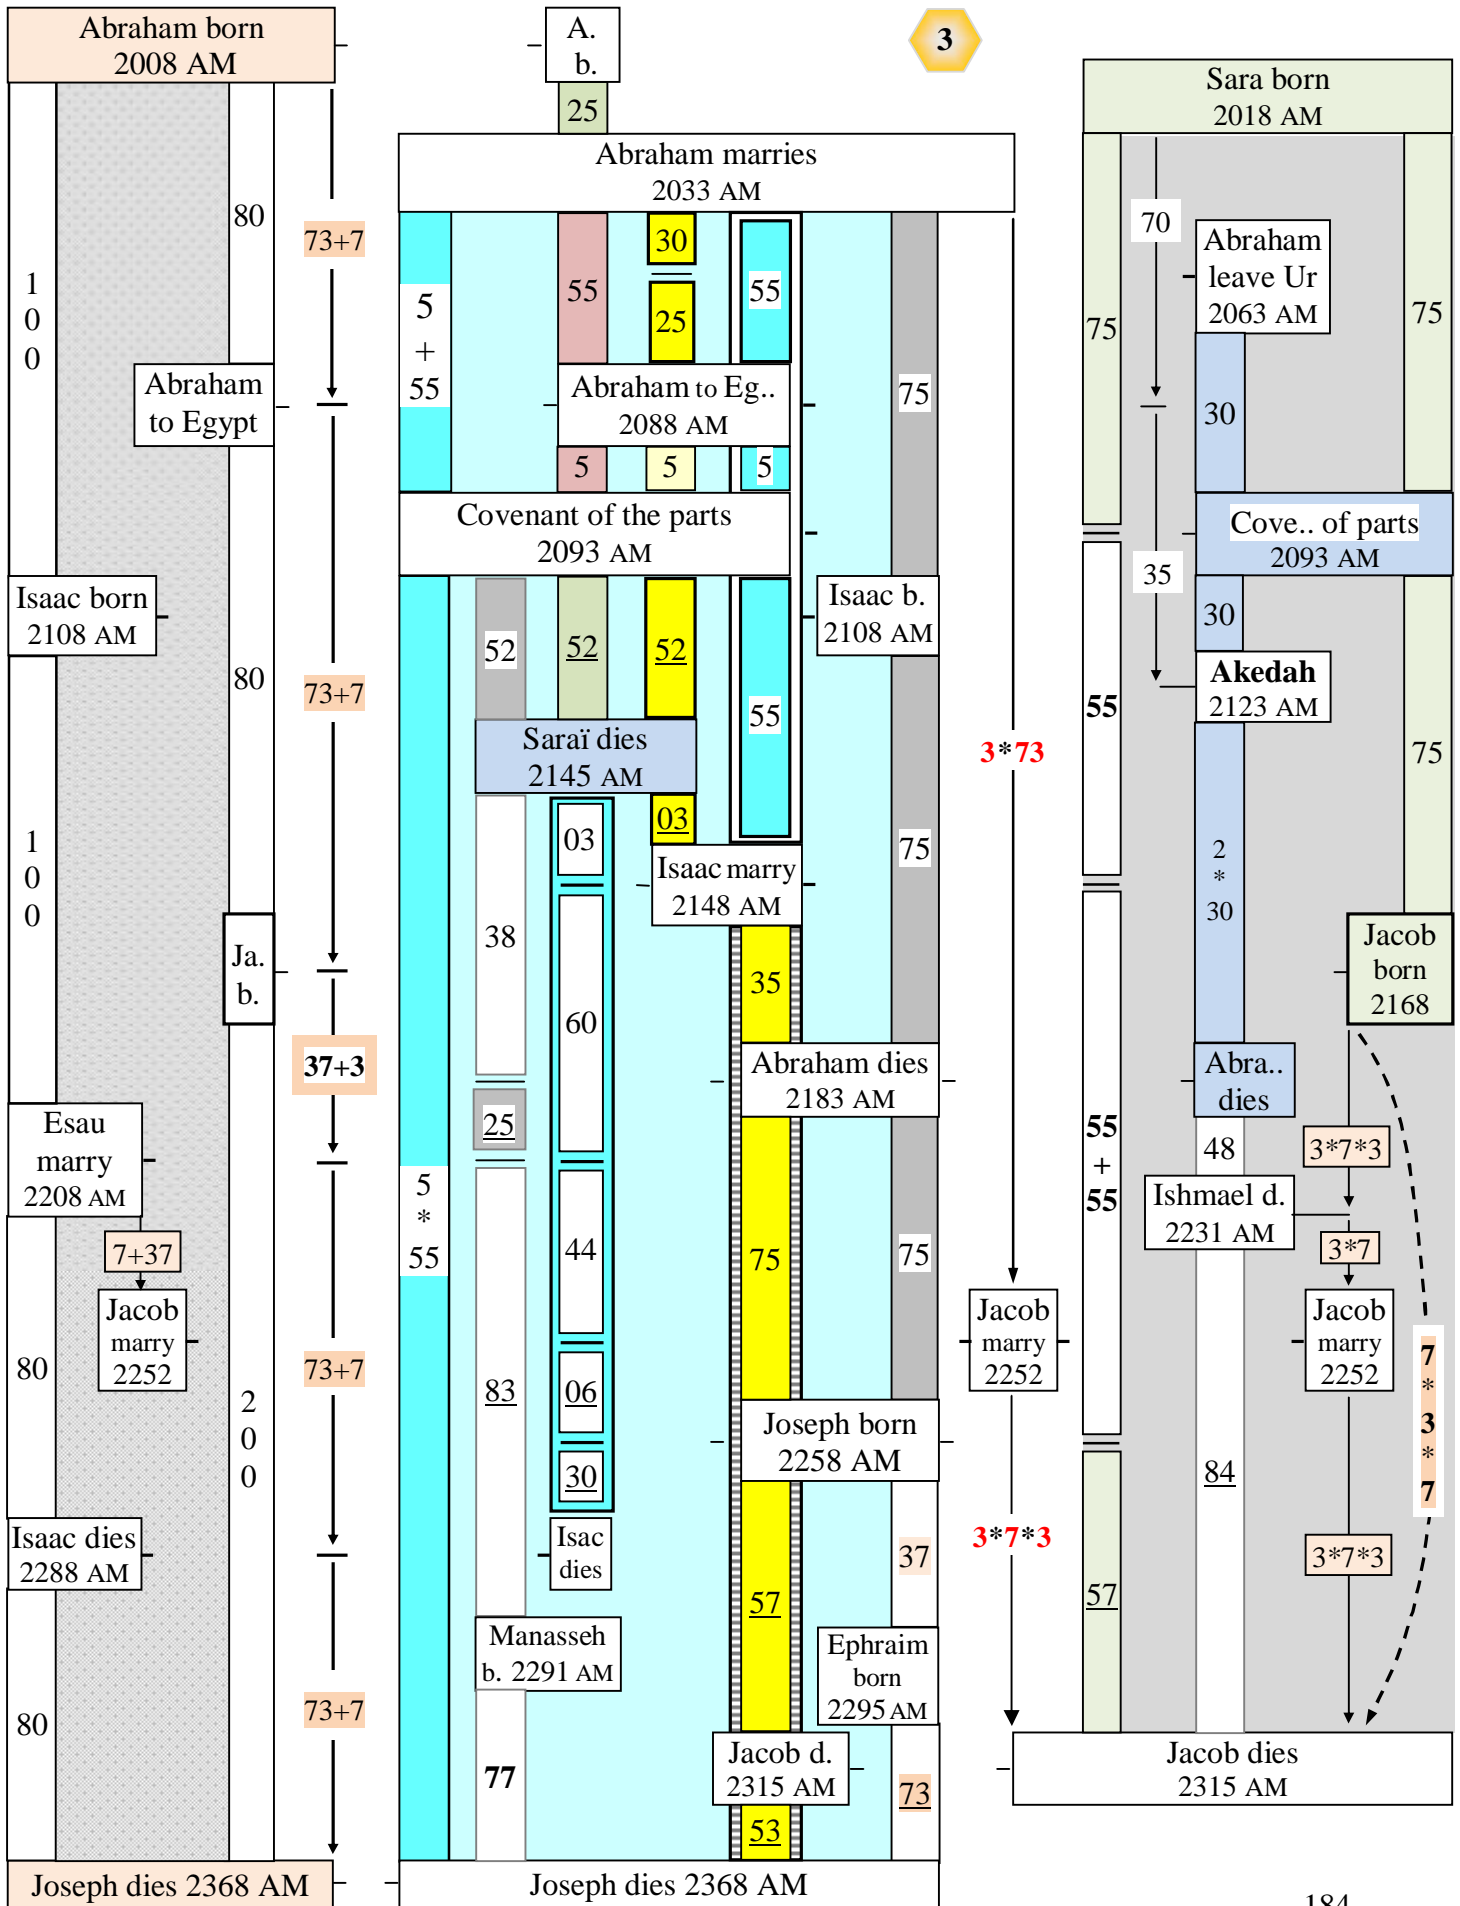 Abraham born
2008 AM
A.
b.
3
Sara born
2018 AM
25
Abraham marries
2033 AM
80
73+7
1
0
0
5
+
55
55
30
25
55
75
75
70
Abraham
leave Ur
2063 AM
75
30
Abraham
to Egypt
Abraham to Eg..
2088 AM
5
5
5
Covenant of the parts
2093 AM
Cove.. of parts
2093 AM
35
Isaac born
2108 AM
52
52
52
55
Isaac b.
2108 AM
30
Akedah
2123 AM
80
73+7
55
Saraï dies
2145 AM
3*73
75
1
0
0
03
03
75
2
*
30
Isaac marry
2148 AM
38
Ja.
b.
Jacob
born
2168
35
60
37+3
Abraham dies
2183 AM
Abra..
dies
25
Esau
marry
2208 AM
55
+
55
48
3*7*3
5
*
55
Ishmael d.
2231 AM
7+37
44
75
75
3*7
Jacob
marry
2252
Jacob
marry
2252
Jacob
marry
2252
80
73+7
2
0
0
83
06
7
*
3
*
7
Joseph born
2258 AM
30
84
Isaac dies
2288 AM
Isac
dies
37
3*7*3
3*7*3
57
57
Manasseh
b. 2291 AM
Ephraim
born
2295 AM
80
73+7
77
Jacob d.
2315 AM
73
Jacob dies
2315 AM
53
Joseph dies 2368 AM
Joseph dies 2368 AM
184